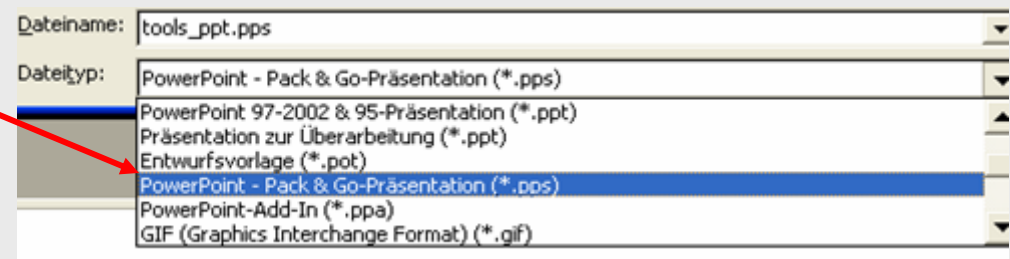 Dateiname: tools_ppt.pps
Dateityp: PowerPoint - Pack & Go-Präsentation (*.pps)
PowerPoint 97-2002 & 95-Präsentation (*.ppt)
Präsentation zur Überarbeitung (*.ppt)
Entwurfsvorlage (*.pot)
PowerPoint - Pack & Go-Präsentation (*.pps)
PowerPoint-Add-In (*.ppa)
GIF (Graphics Interchange Format) (*.gif)